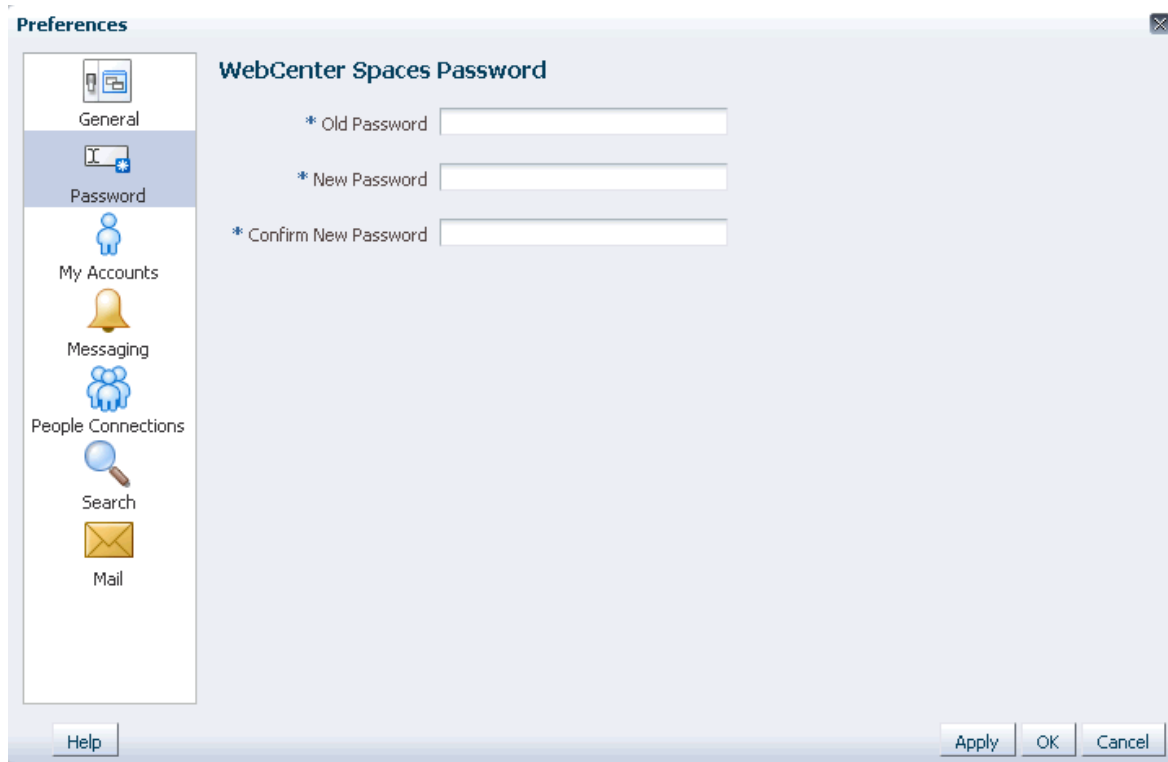 Preferences
General
Password
My Accounts
Messaging
People Connections
Search
Mail
WebCenter Spaces Password
* Old Password
* New Password
* Confirm New Password
Help
Apply
OK
Cancel